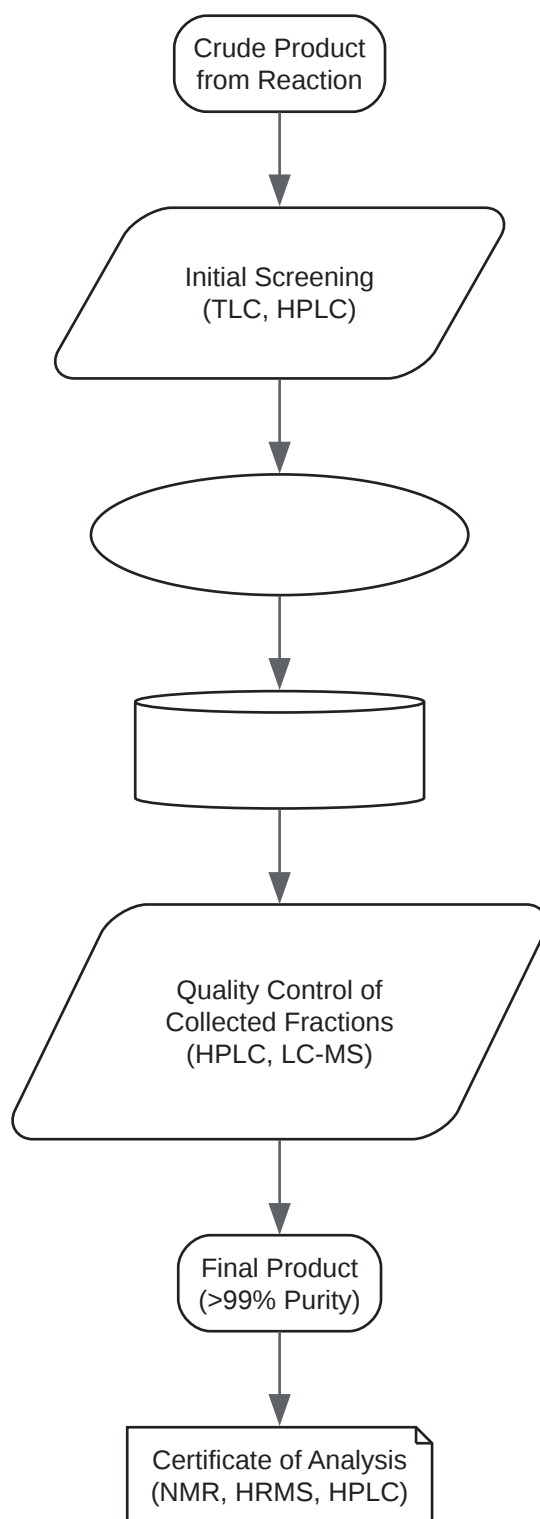 Crude Product
from Reaction
Initial Screening
(TLC, HPLC)
Quality Control of
Collected Fractions
(HPLC, LC-MS)
Final Product
(>99% Purity)
Certificate of Analysis
(NMR, HRMS, HPLC)